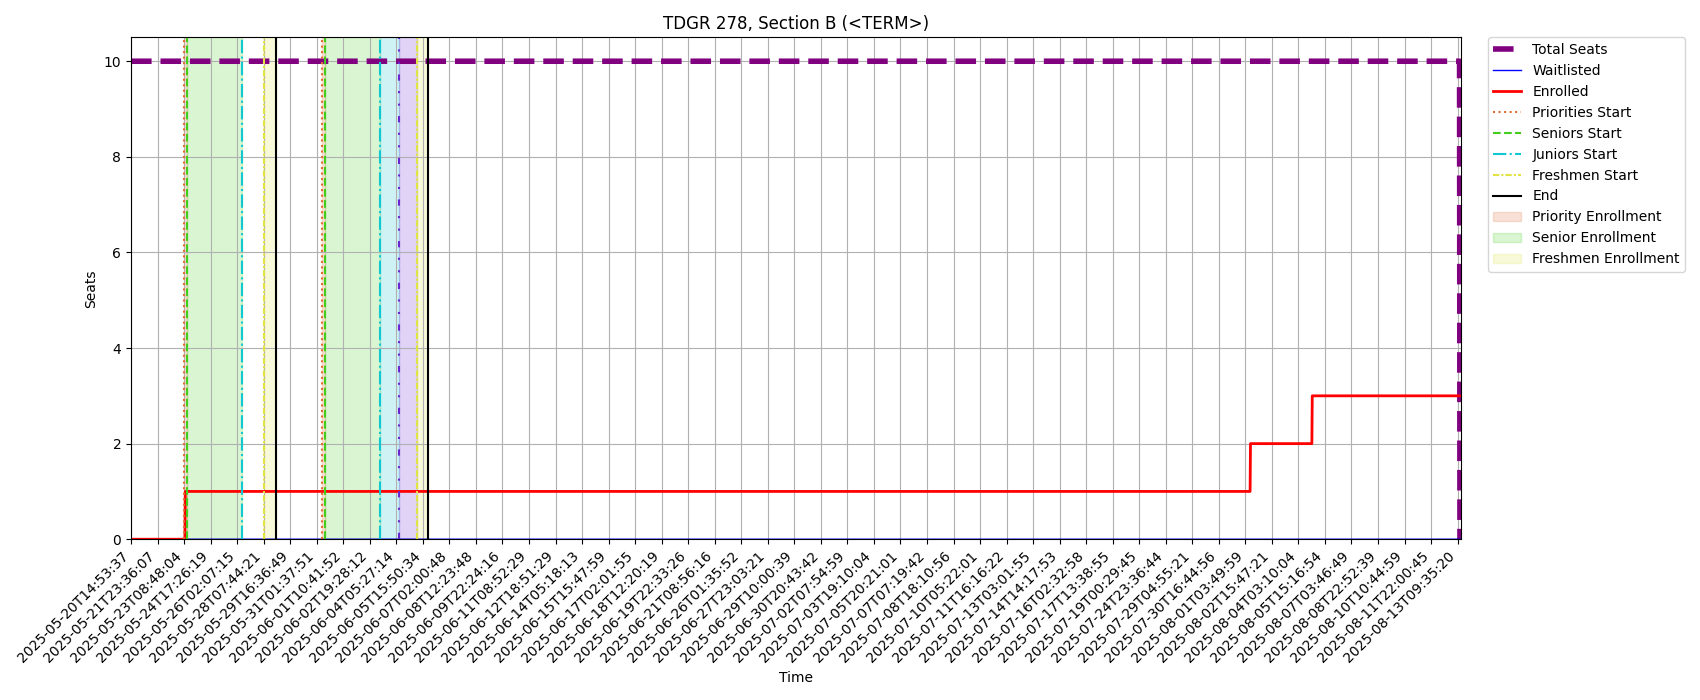 TDGR 278, Section B (<TERM>)
Seats
10
8
6
4
2
0
2025-05-20T14:53:37
2025-05-21T23:36:07
2025-05-23T08:48:04
2025-05-24T17:26:19
2025-05-26T02:07:15
2025-05-28T07:44:21
2025-05-29T16:36:49
2025-05-31T01:37:51
2025-06-01T10:41:52
2025-06-02T19:28:12
2025-06-04T05:27:14
2025-06-05T15:50:34
2025-06-07T02:00:48
2025-06-08T12:23:48
2025-06-09T22:24:16
2025-06-11T08:52:29
2025-06-12T18:51:29
2025-06-14T05:18:13
2025-06-15T15:47:59
2025-06-17T02:01:55
2025-06-18T12:20:19
2025-06-19T22:33:26
2025-06-21T08:56:16
2025-06-26T01:35:52
2025-06-27T23:03:21
2025-06-29T10:00:39
2025-06-30T20:43:42
2025-07-02T07:54:59
2025-07-03T19:10:04
2025-07-05T20:21:01
2025-07-07T07:19:42
2025-07-08T18:10:56
2025-07-10T05:22:01
2025-07-11T16:16:22
2025-07-13T03:01:55
2025-07-14T14:17:53
2025-07-16T02:32:58
2025-07-17T13:38:55
2025-07-19T00:29:45
2025-07-24T23:36:44
2025-07-29T04:55:21
2025-07-30T16:44:56
2025-08-01T03:49:59
2025-08-02T15:47:21
2025-08-04T03:10:04
2025-08-05T15:16:54
2025-08-07T03:46:49
2025-08-08T22:52:39
2025-08-10T10:44:59
2025-08-11T22:00:45
2025-08-13T09:35:20
Time
Total Seats
Waitlisted
Enrolled
Priorities Start
Seniors Start
Juniors Start
Freshmen Start
End
Priority Enrollment
Senior Enrollment
Freshmen Enrollment